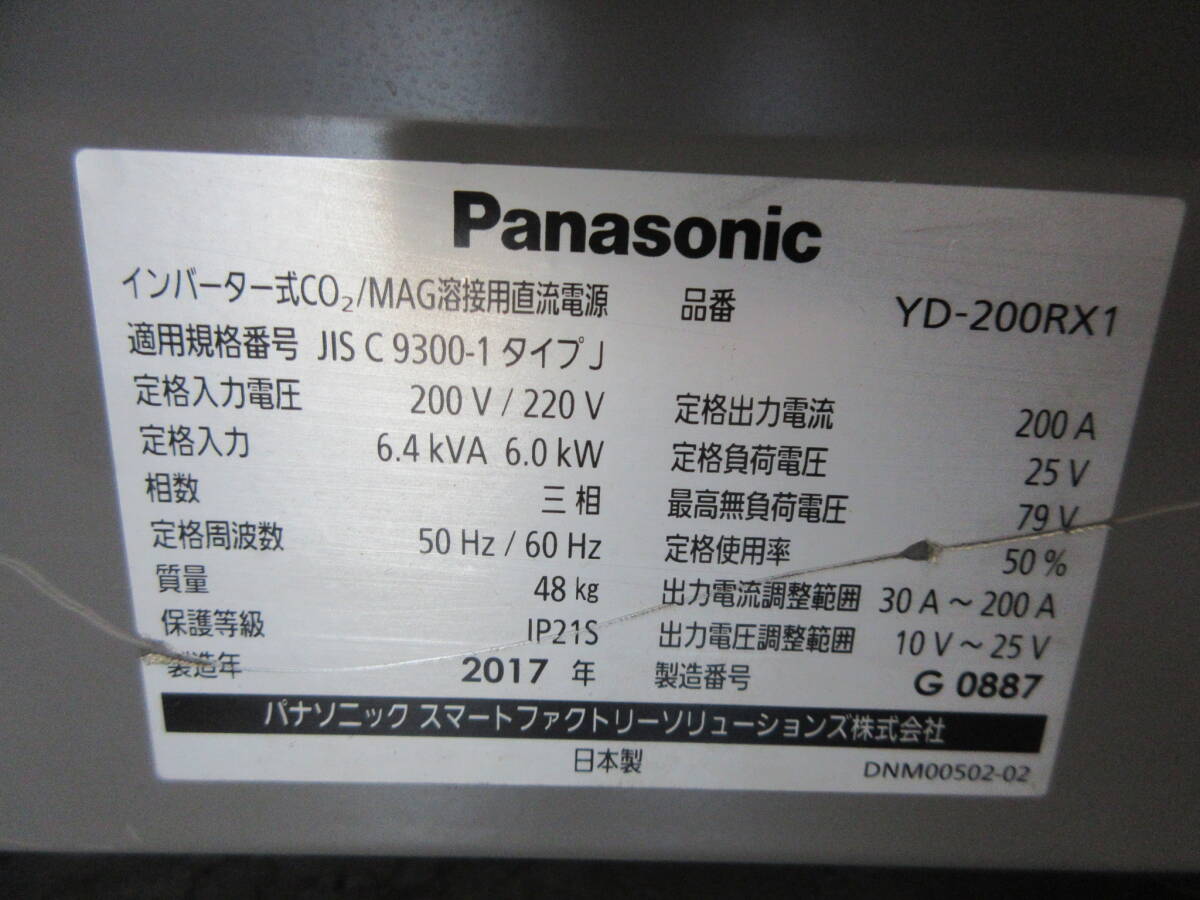 Panasonic
インバーター式CO₂/MAG溶接用直流電源 品番 YD-200RX1
適用規格番号 JIS C 9300-1 タイプJ
定格入力電圧 200 V / 220 V 定格出力電流 200 A
定格入力 6.4 kVA 6.0 kW 定格負荷電圧 25 V
相数 三相 最高無負荷電圧 79 V
定格周波数 50 Hz / 60 Hz 定格使用率 50 %
質量 48 kg 出力電流調整範囲 30 A ～ 200 A
保護等級 IP21S 出力電圧調整範囲 10 V ～ 25 V
製造年 2017 年 製造番号 G 0887
パナソニック スマートファクトリーソリューションズ株式会社
日本製 DNM00502-02